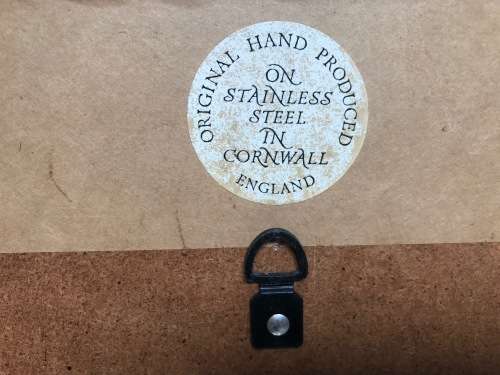 ORIGINAL HAND PRODUCED
ON
STAINLESS
STEEL
IN
CORNWALL
ENGLAND